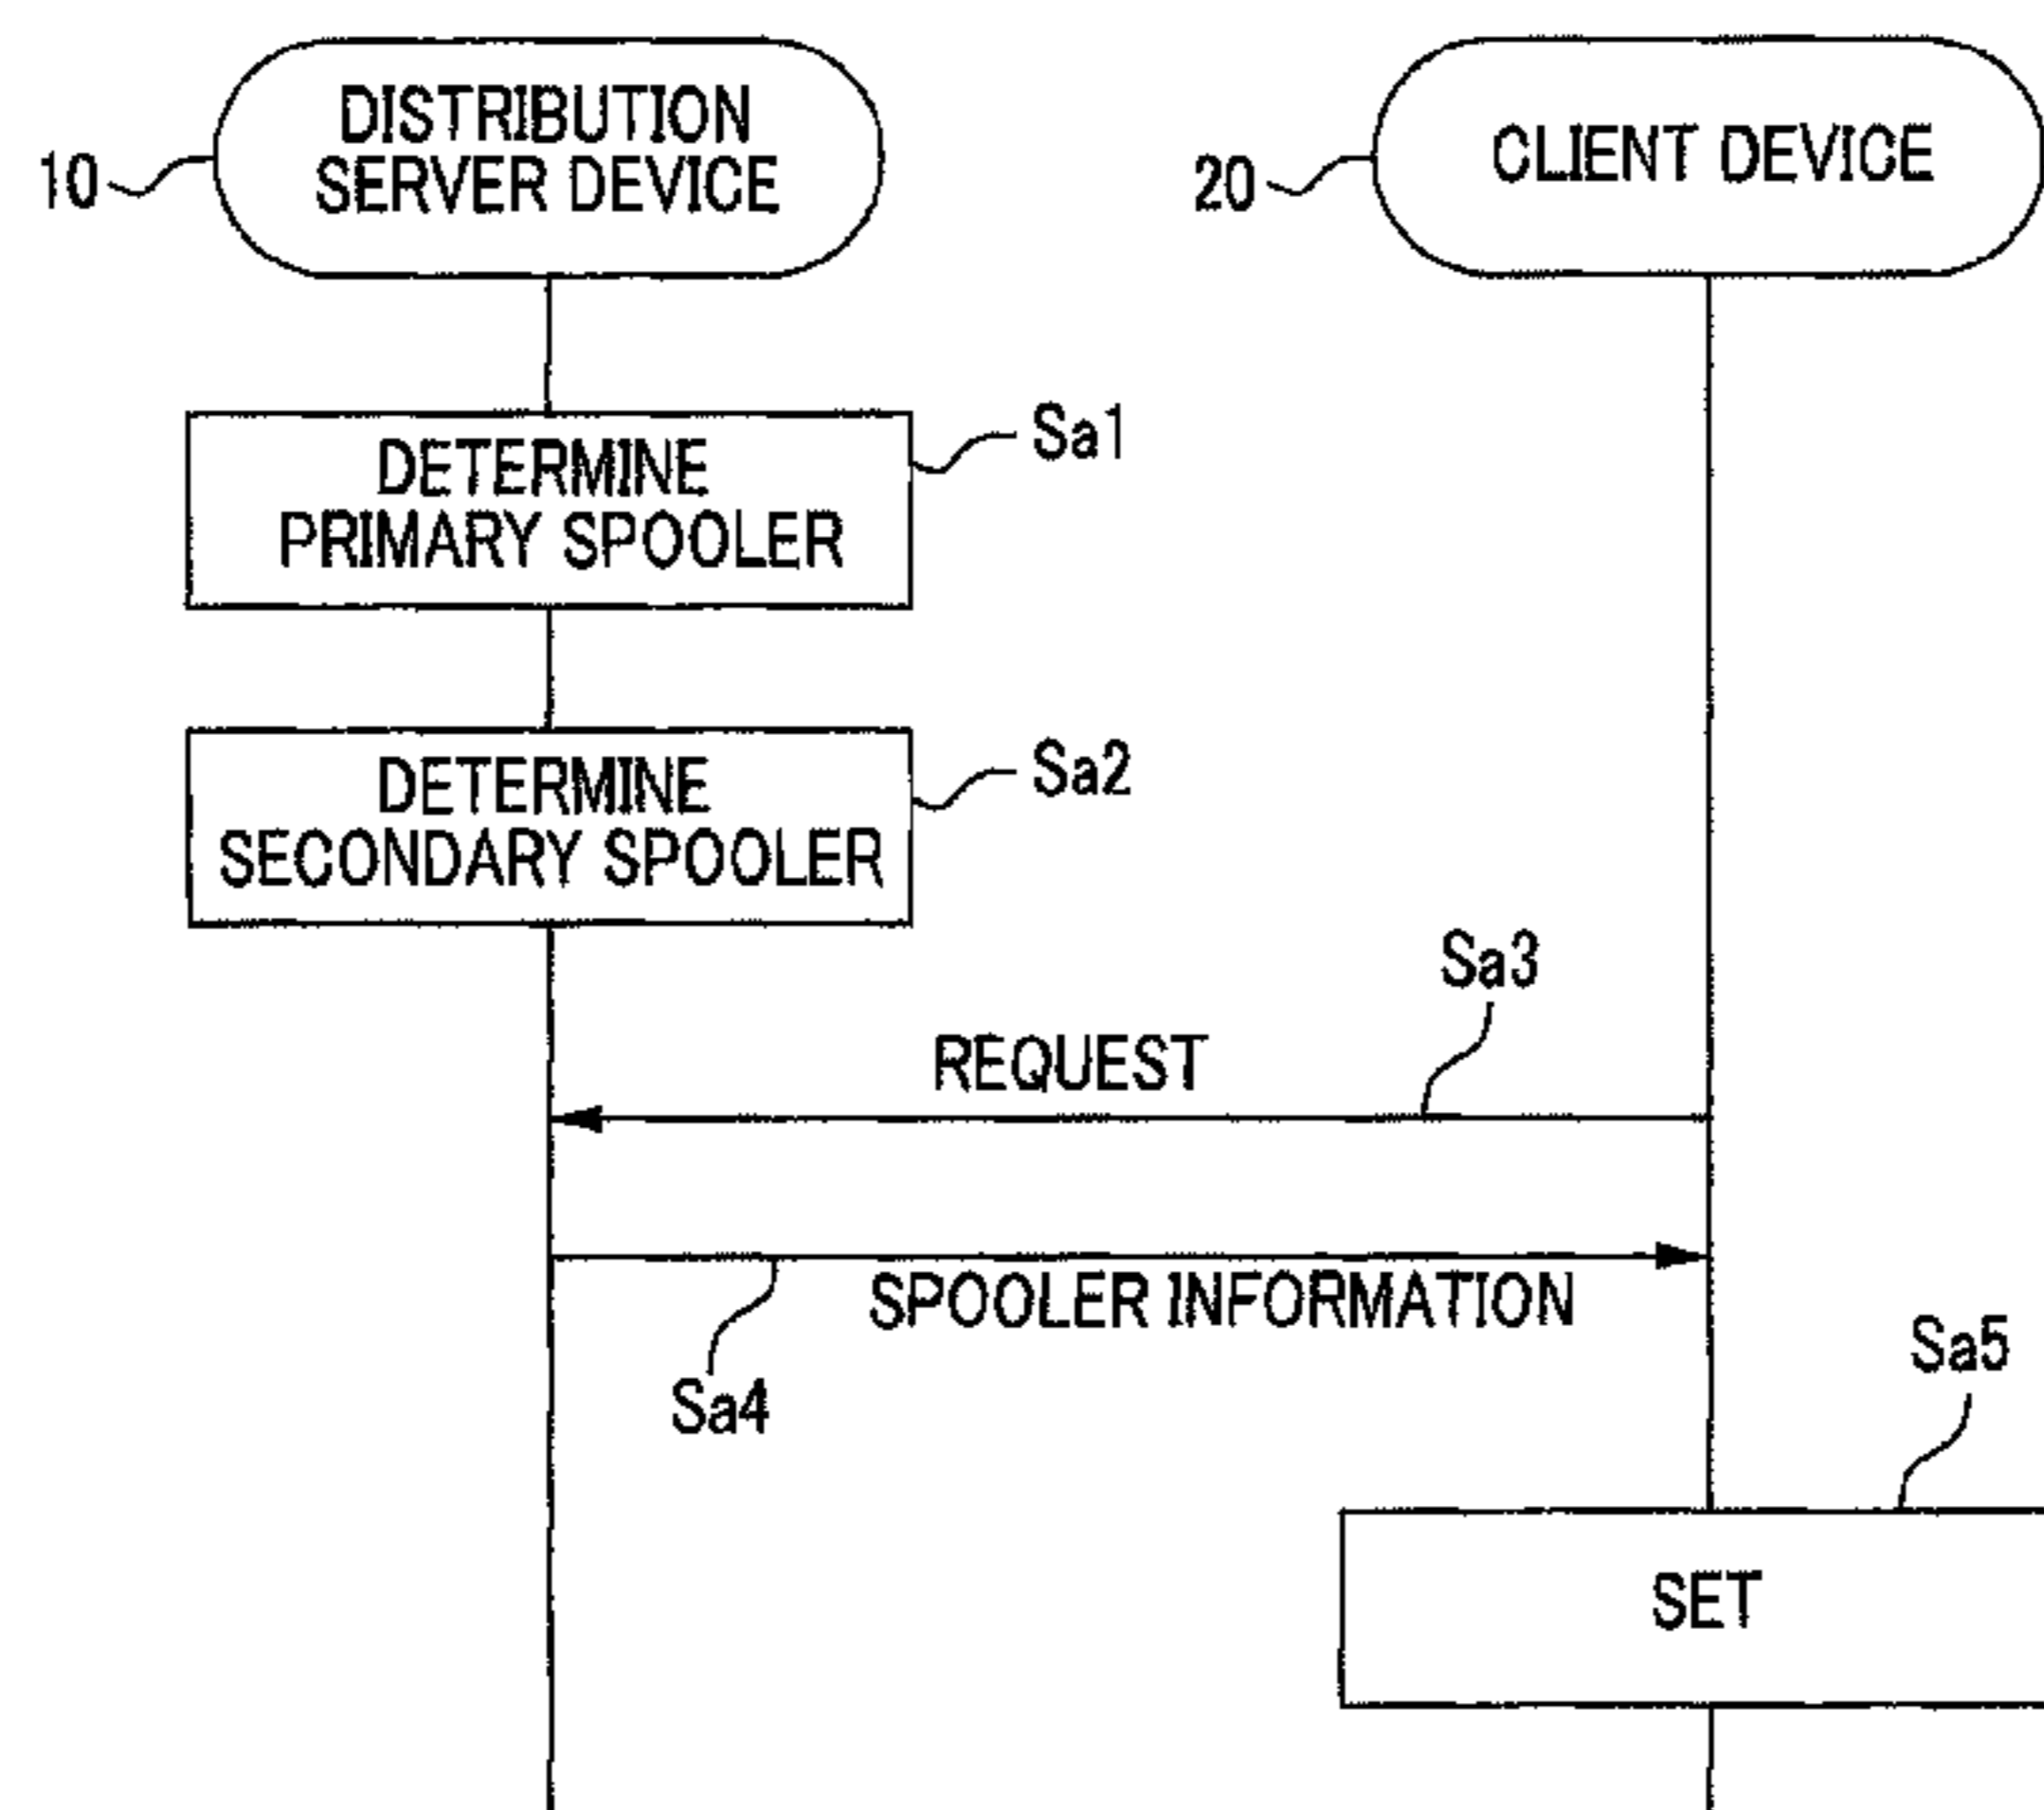 DISTRIBUTION
SERVER DEVICE
10
CLIENT DEVICE
20
DETERMINE
PRIMARY SPOOLER
Sa1
DETERMINE
SECONDARY SPOOLER
Sa2
Sa3
REQUEST
SPOOLER INFORMATION
Sa4
Sa5
SET